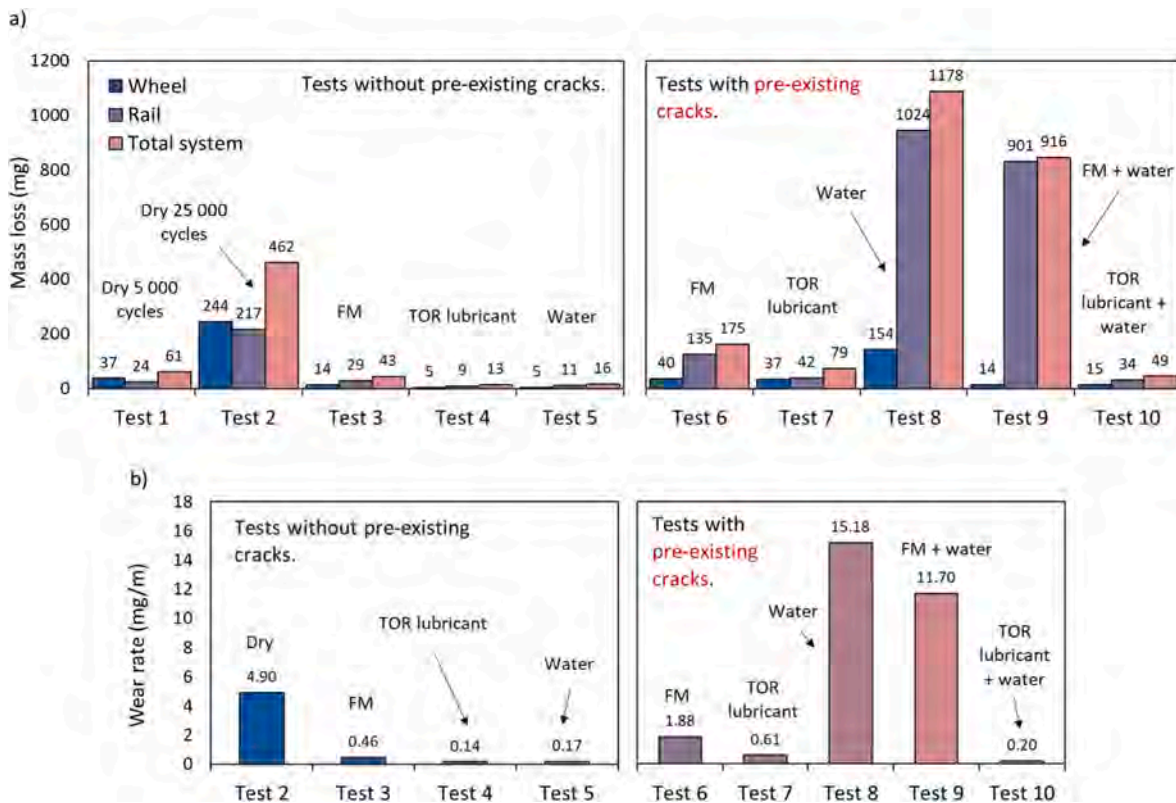 a)
1200
1000
800
600
400
200
0
Mass loss (mg)
Wheel
Rail
Total system
Tests without pre-existing cracks.
Dry 5 000
cycles
37
24
61
Dry 25 000
cycles
244
217
462
FM
14
29
43
TOR lubricant
5
9
13
Water
5
11
16
Test 1
Test 2
Test 3
Test 4
Test 5
Tests with pre-existing
cracks.
FM
40
135
175
TOR
lubricant
37
42
79
Water
154
1024
1178
FM + water
14
901
916
TOR
lubricant +
water
15
34
49
Test 6
Test 7
Test 8
Test 9
Test 10
b)
18
16
14
12
10
8
6
4
2
0
Wear rate (mg/m)
Tests without pre-existing
cracks.
Dry
4.90
FM
0.46
TOR lubricant
0.14
Water
0.17
Test 2
Test 3
Test 4
Test 5
Tests with
pre-existing
cracks.
FM
1.88
TOR
lubricant
0.61
Water
15.18
FM + water
11.70
TOR
lubricant
+ water
0.20
Test 6
Test 7
Test 8
Test 9
Test 10